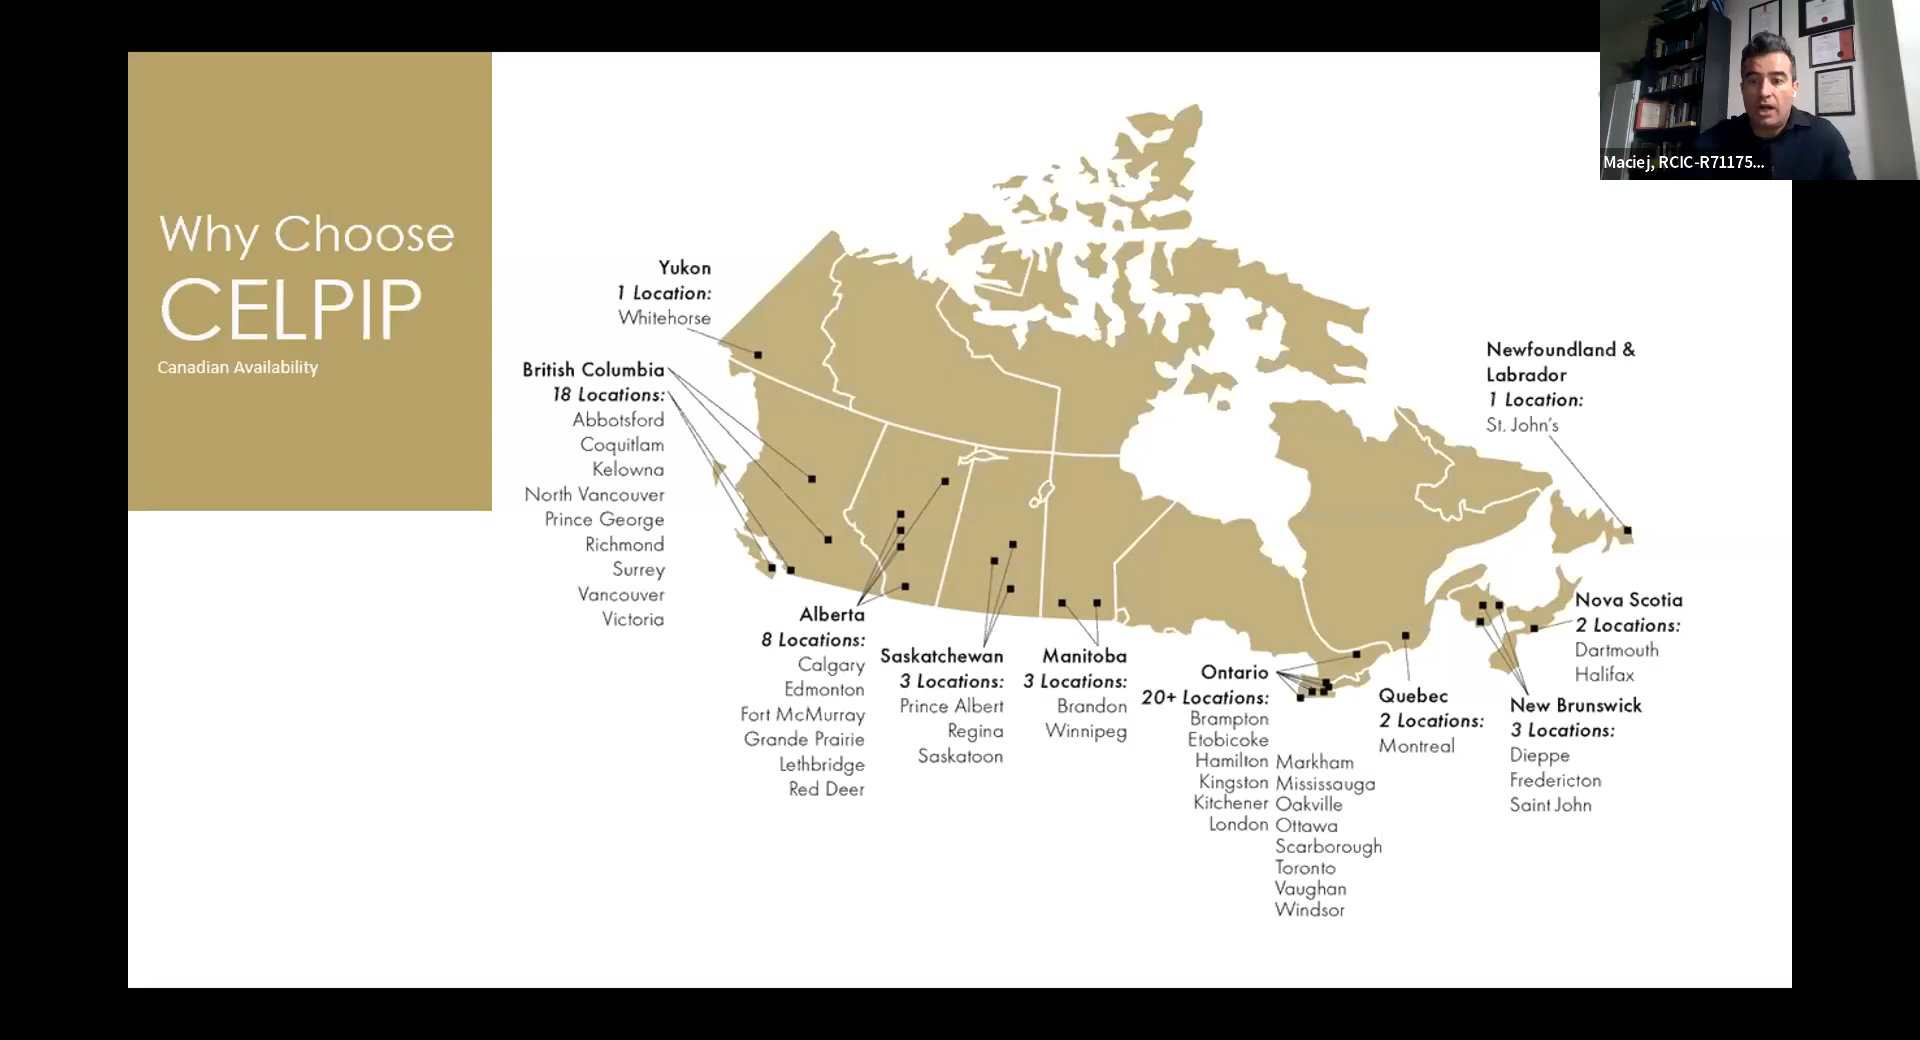 Why Choose
CELPIP
Canadian Availability
Maciej, RCIC-R71175...
Yukon
1 Location:
Whitehorse
British Columbia
18 Locations:
Abbotsford
Coquitlam
Kelowna
North Vancouver
Prince George
Richmond
Surrey
Vancouver
Victoria
Alberta
8 Locations:
Calgary
Edmonton
Fort McMurray
Grande Prairie
Lethbridge
Red Deer
Saskatchewan
3 Locations:
Prince Albert
Regina
Saskatoon
Manitoba
3 Locations:
Brandon
Winnipeg
Ontario
20+ Locations:
Brampton
Etobicoke
Hamilton
Kingston
Kitchener
London
Markham
Mississauga
Oakville
Ottawa
Scarborough
Toronto
Vaughan
Windsor
Quebec
2 Locations:
Montreal
New Brunswick
3 Locations:
Dieppe
Fredericton
Saint John
Nova Scotia
2 Locations:
Dartmouth
Halifax
Newfoundland &
Labrador
1 Location:
St. John's